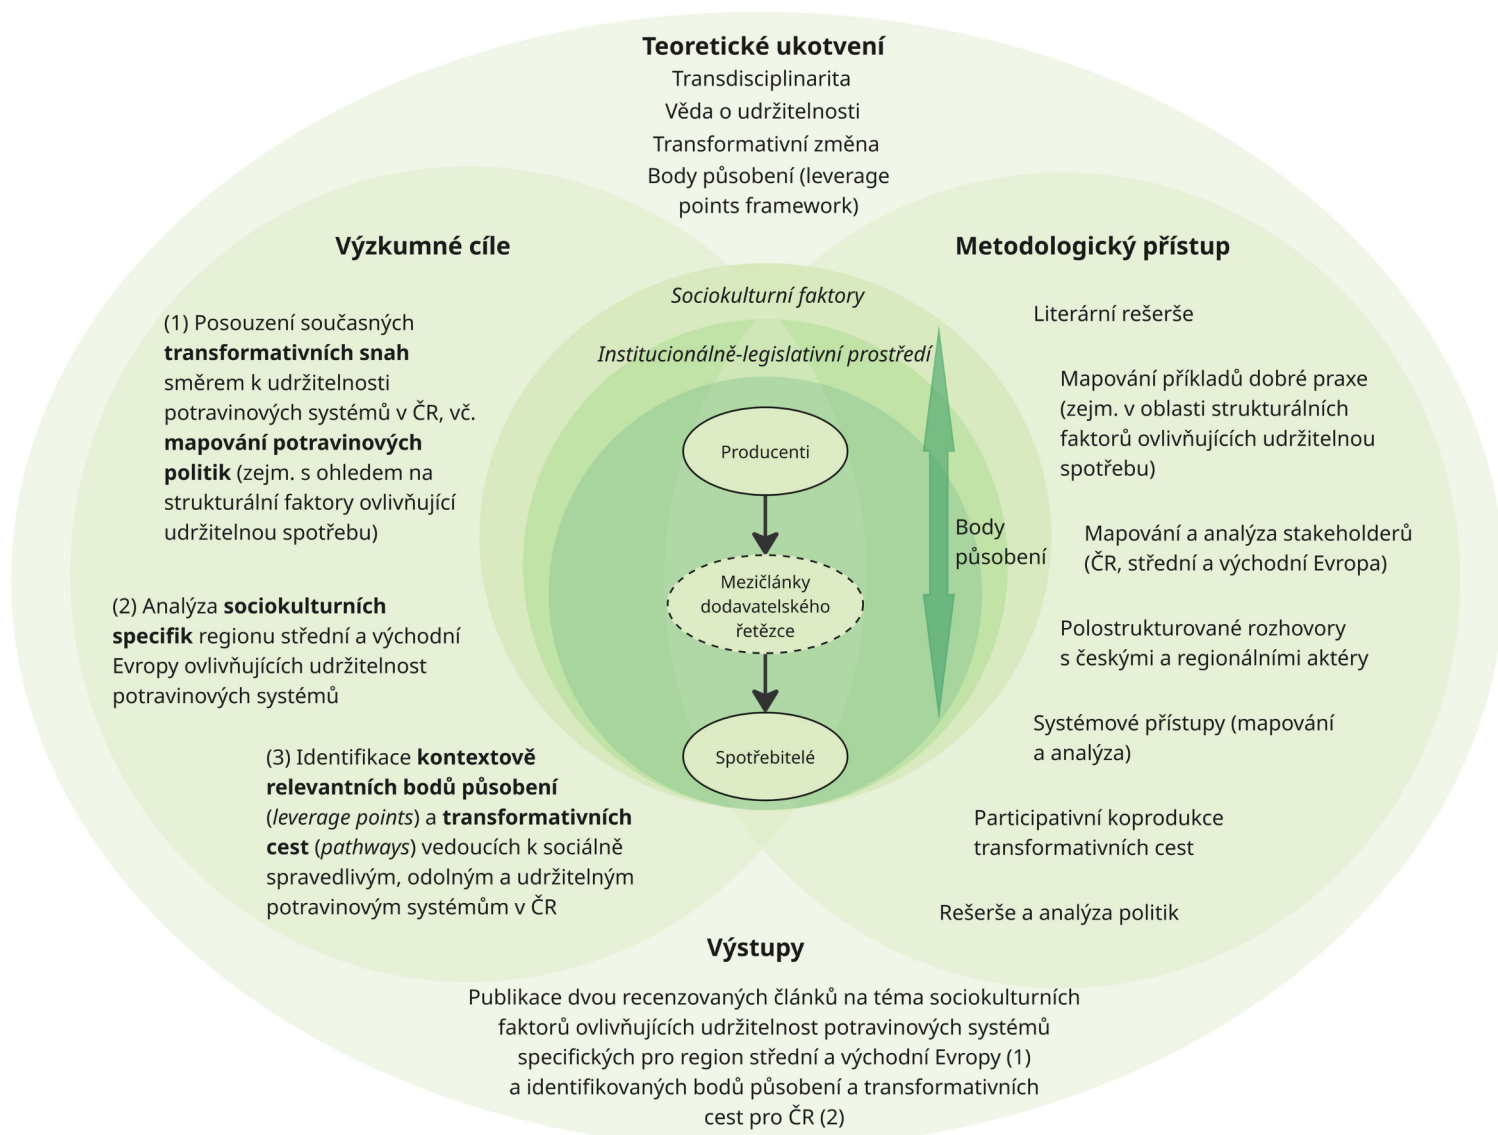 Teoretické ukotvení
Transdisciplinarita
Věda o udržitelnosti
Transformativní změna
Body působení (leverage
points framework)
Výzkumné cíle
(1) Posouzení současných
transformativních snah
směrem k udržitelnosti
potravinových systémů v ČR, vč.
mapování potravinových
politik (zejm. s ohledem na
strukturální faktory ovlivňující
udržitelnou spotřebu)
(2) Analýza sociokulturních
specifik regionu střední a východní
Evropy ovlivňujících udržitelnost
potravinových systémů
(3) Identifikace kontextově
relevantních bodů působení
(leverage points) a transformativních
cest (pathways) vedoucích k sociálně
spravedlivým, odolným a udržitelným
potravinovým systémům v ČR
Sociokulturní faktory
Institucionálně-legislativní prostředí
Producenti
Mezičlánky
dodavatelského
řetězce
Spotřebitelé
Body
působení
Metodologický přístup
Literární rešerše
Mapování příkladů dobré praxe
(zejm. v oblasti strukturálních
faktorů ovlivňujících udržitelnou
spotřebu)
Mapování a analýza stakeholderů
(ČR, střední a východní Evropa)
Polostrukturované rozhovory
s českými a regionálními aktéry
Systémové přístupy (mapování
a analýza)
Participativní koprodukce
transformativních cest
Rešerše a analýza politik
Výstupy
Publikace dvou recenzovaných článků na téma sociokulturních
faktorů ovlivňujících udržitelnost potravinových systémů
specifických pro region střední a východní Evropy (1)
a identifikovaných bodů působení a transformativních
cest pro ČR (2)